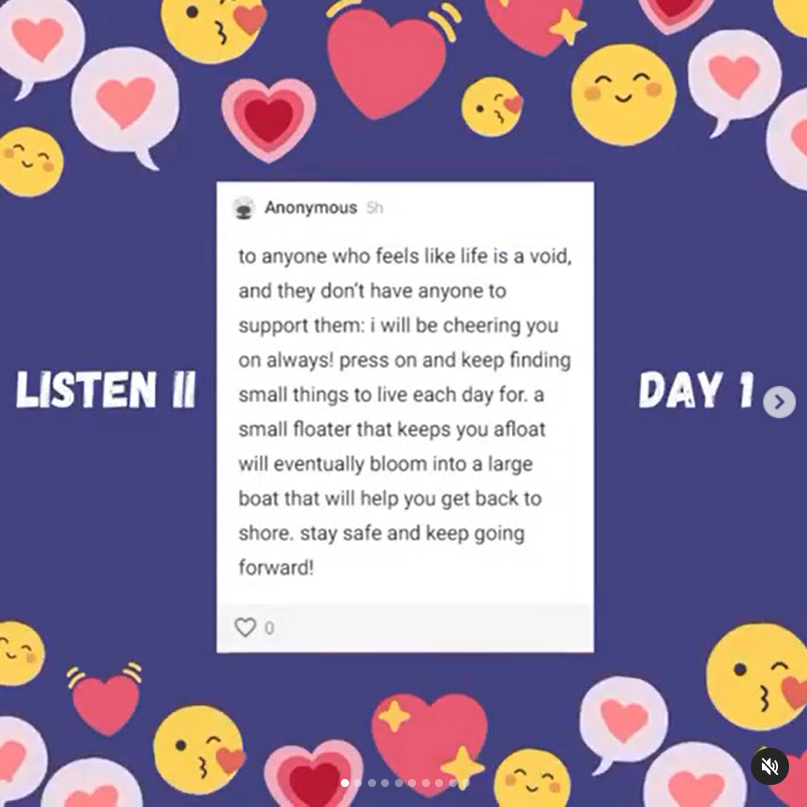 Anonymous 5h
to anyone who feels like life is a void,
and they don't have anyone to
support them: i will be cheering you
on always! press on and keep finding
small things to live each day for. a
small floater that keeps you afloat
will eventually bloom into a large
boat that will help you get back to
shore. stay safe and keep going
forward!
0
LISTEN II
DAY 1